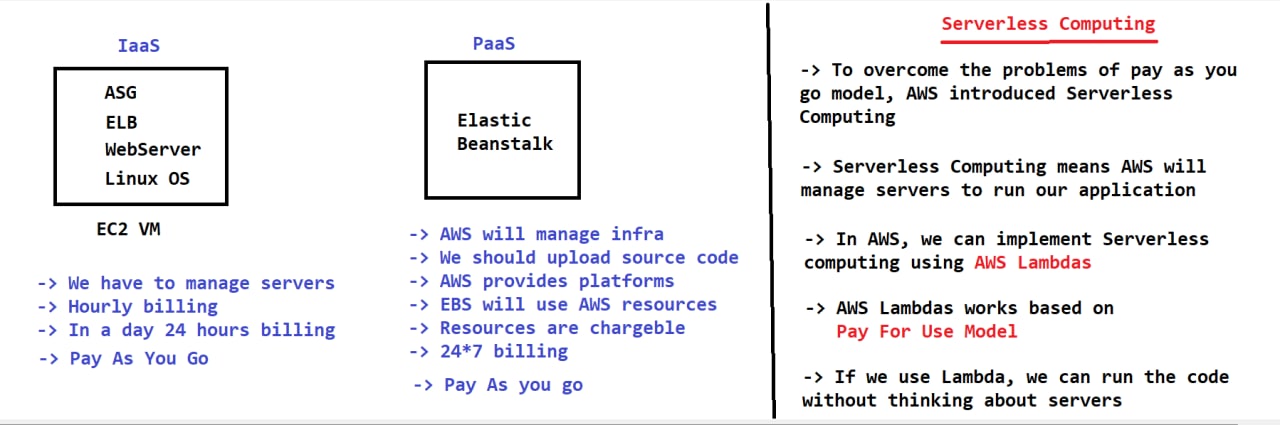 IaaS
ASG
ELB
WebServer
Linux OS
EC2 VM
-> We have to manage servers
-> Hourly billing
-> In a day 24 hours billing
-> Pay As You Go
PaaS
Elastic
Beanstalk
-> AWS will manage infra
-> We should upload source code
-> AWS provides platforms
-> EBS will use AWS resources
-> Resources are chargeble
-> 24*7 billing
-> Pay As you go
Serverless Computing
-> To overcome the problems of pay as you
go model, AWS introduced Serverless
Computing
-> Serverless Computing means AWS will
manage servers to run our application
-> In AWS, we can implement Serverless
computing using AWS Lambdas
-> AWS Lambdas works based on
Pay For Use Model
-> If we use Lambda, we can run the code
without thinking about servers